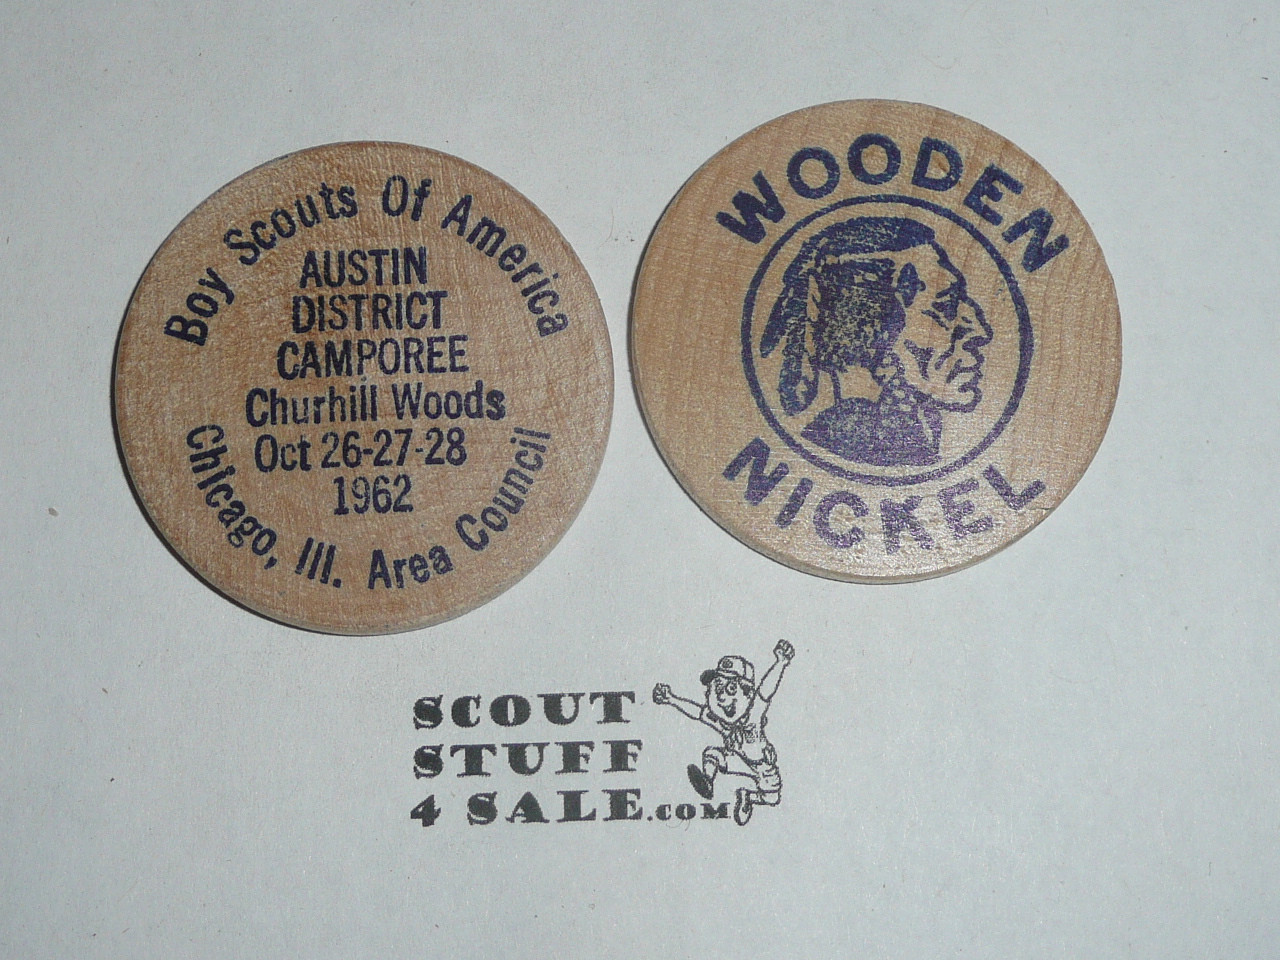 Boy Scouts Of America
AUSTIN
DISTRICT
CAMPOREE
Churhill Woods
Oct 26-27-28
1962
Chicago, Ill. Area Council
WOODEN
NICKEL
SCOUT
STUFF
4 SALE.COM